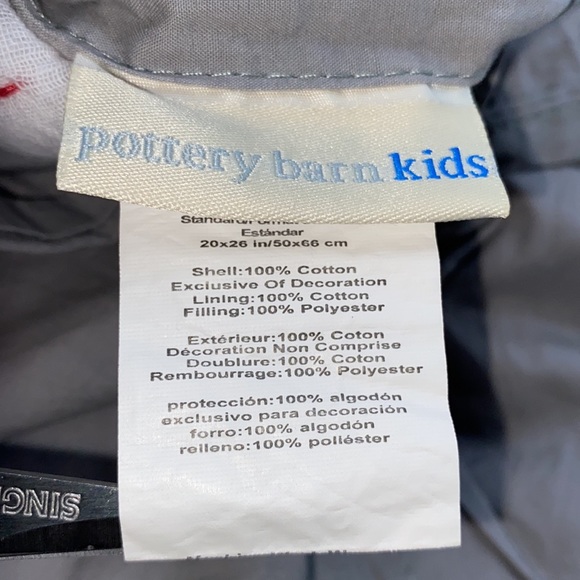 pottery barn kids
Estándar
20x26 in/50x66 cm
Shell:100% Cotton
Exclusive Of Decoration
Lining:100% Cotton
Filling:100% Polyester
Extérieur:100% Coton
Décoration Non Comprise
Doublure:100% Coton
Rembourrage:100% Polyester
protección:100% algodón
exclusivo para decoración
forro:100% algodón
reileno:100% poliéster